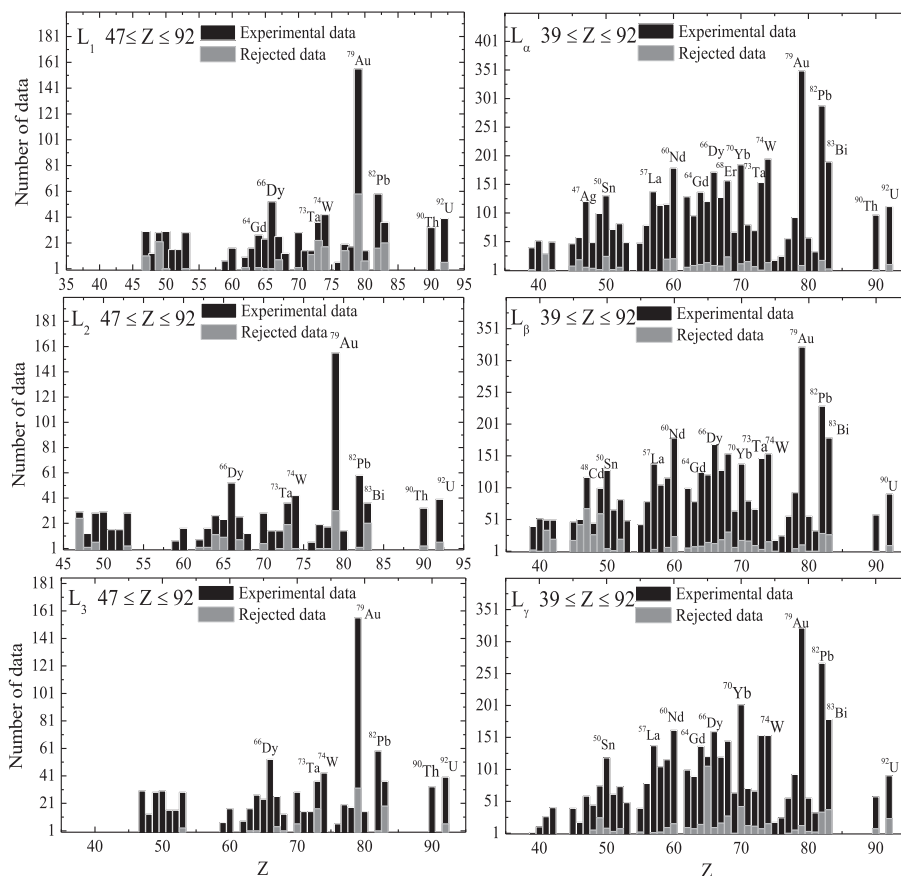 L1 47≤ Z ≤ 92
Experimental data
Rejected data
Number of data
181
161
141
121
101
81
61
41
21
1
79Au
66Dy
64Gd
73Ta
74W
82Pb
90Th
92U
35 40 45 50 55 60 65 70 75 80 85 90 95
Lα 39 ≤ Z ≤ 92
Experimental data
Rejected data
401
351
301
251
201
151
101
51
1
47Ag
50Sn
57La
60Nd
64Gd
66Dy
68Er
70Yb
73Ta
74W
79Au
82Pb
83Bi
90Th
92U
40 50 60 70 80 90
L2 47 ≤ Z ≤ 92
Experimental data
Rejected data
Number of data
181
161
141
121
101
81
61
41
21
1
66Dy
73Ta
74W
79Au
82Pb
83Bi
90Th
92U
45 50 55 60 65 70 75 80 85 90 95
Lβ 39 ≤ Z ≤ 92
Experimental data
Rejected data
351
301
251
201
151
101
51
1
48Cd
50Sn
57La
60Nd
64Gd
66Dy
70Yb
73Ta
74W
79Au
82Pb
83Bi
90U
40 50 60 70 80 90
L3 47 ≤ Z ≤ 92
Experimental data
Rejected data
Number of data
181
161
141
121
101
81
61
41
21
1
66Dy
73Ta
74W
79Au
82Pb
90Th
92U
40 50 60 70 80 90
Z
Lγ 39 ≤ Z ≤ 92
Experimental data
Rejected data
351
301
251
201
151
101
51
1
50Sn
57La
60Nd
64Gd
66Dy
70Yb
74W
79Au
82Pb
83Bi
92U
40 50 60 70 80 90
Z